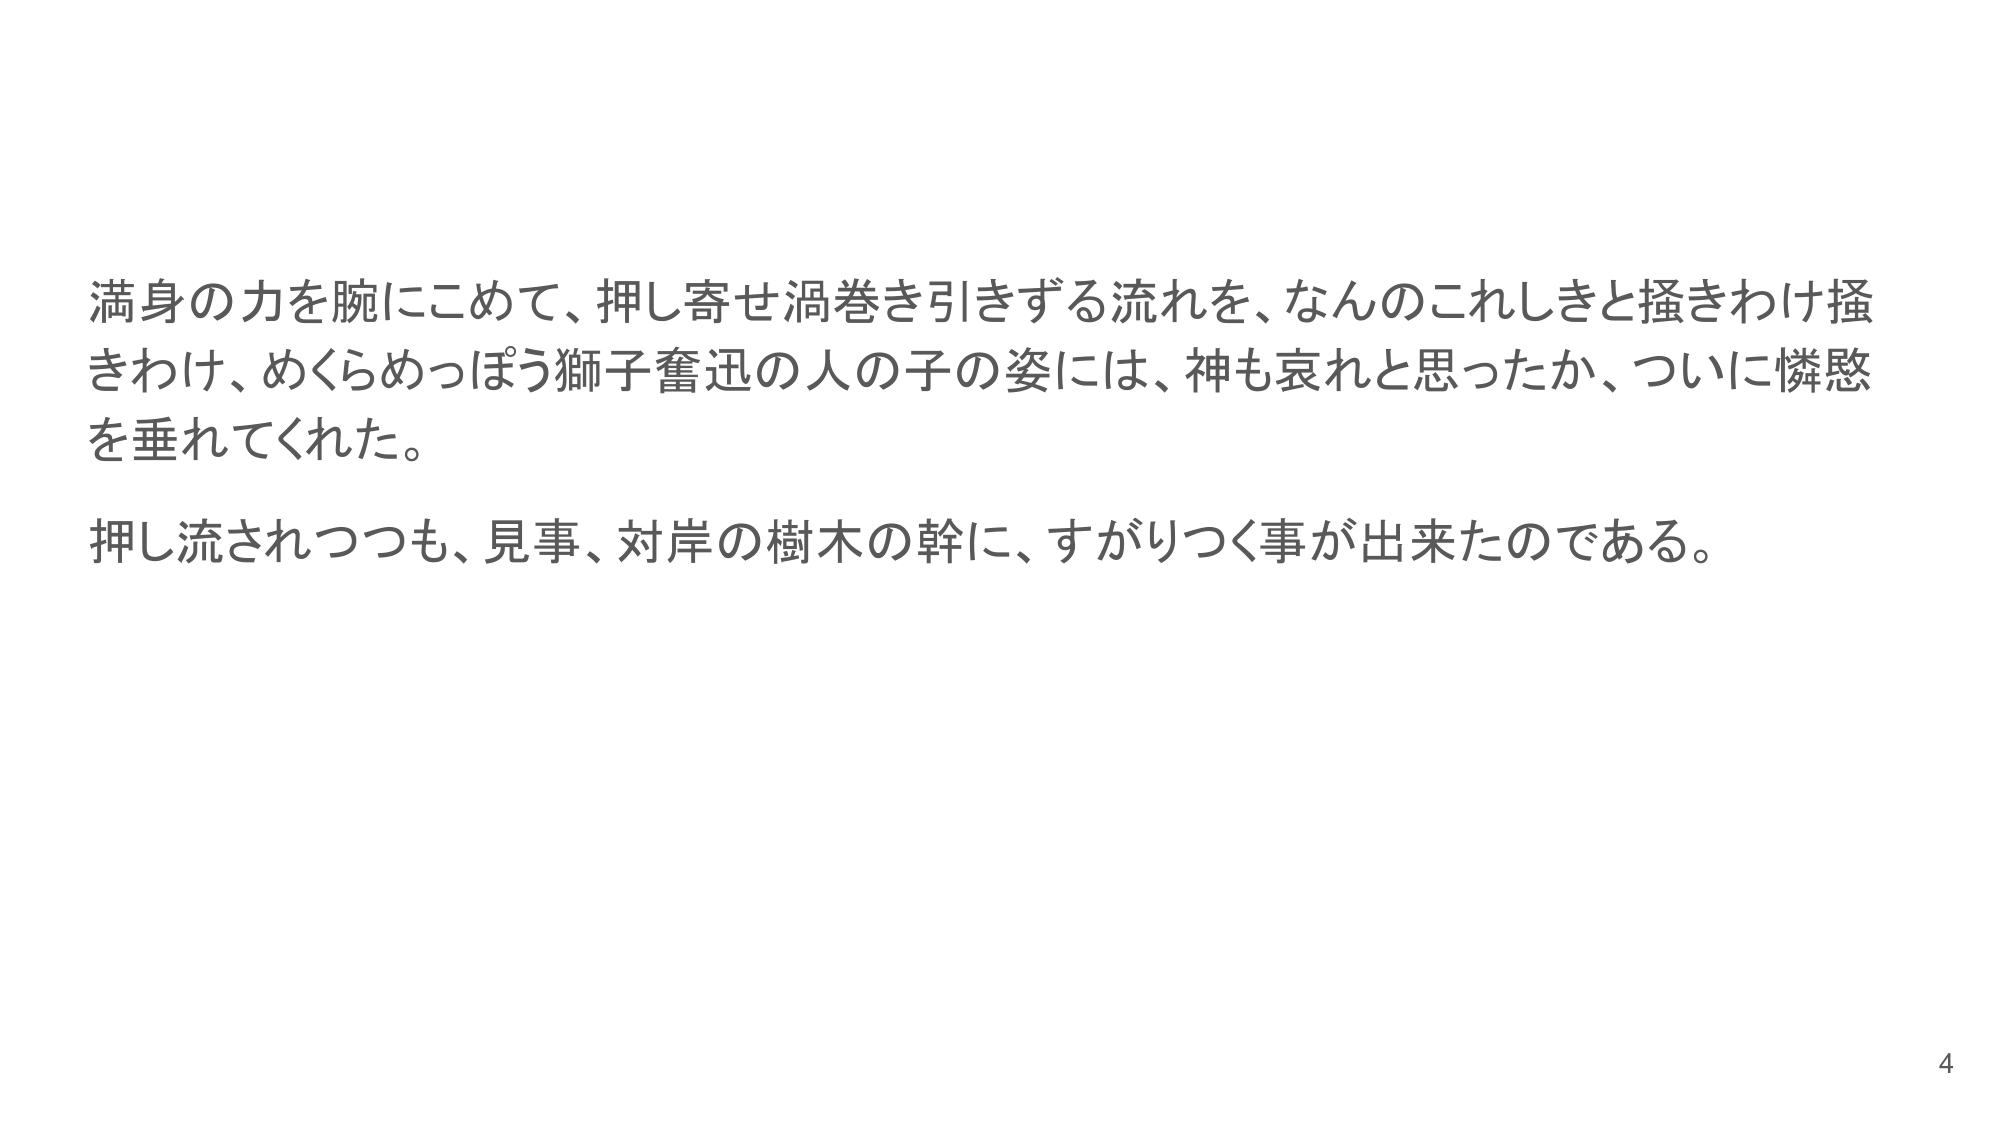 満身の力を腕にこめて、押し寄せ渦巻き引きずる流れを、なんのこれしきと掻きわけ掻
きわけ、めくらめっぽう獅子奮迅の人の子の姿には、神も哀れと思ったか、ついに憐愍
を垂れてくれた。
押し流されつつも、見事、対岸の樹木の幹に、すがりつく事が出来たのである。
4